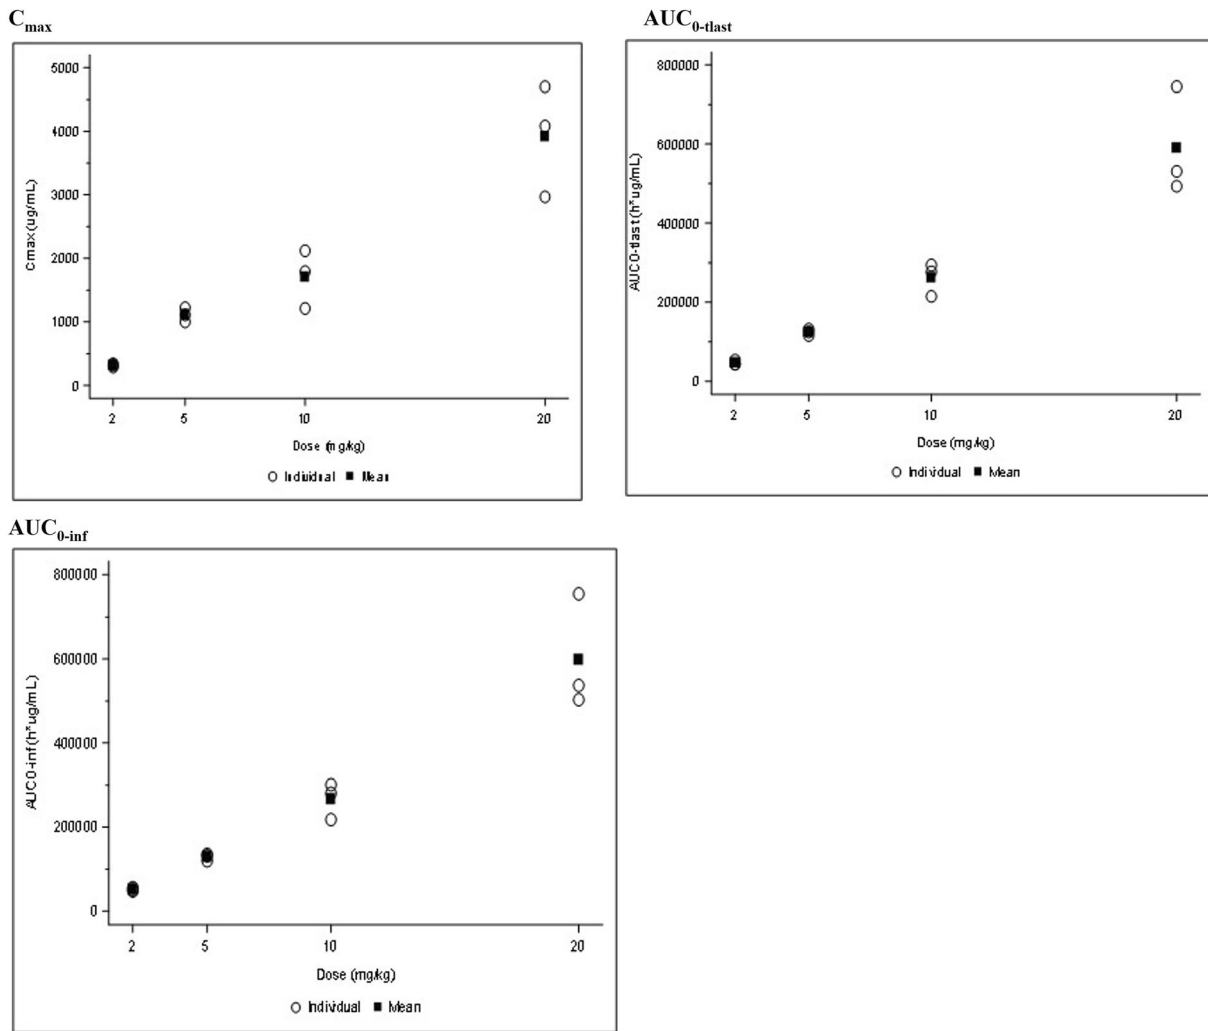 Cmax
5000
4000
3000
2000
1000
0
Cmax(ug/mL)
2 5 10 20
Dose (mg/kg)
Individual Mean
AUC0-tlast
800000
600000
400000
200000
0
AUC0-tlast(h*ug/mL)
2 5 10 20
Dose (mg/kg)
Individual Mean
AUC0-inf
800000
600000
400000
200000
0
AUC0-inf(h*ug/mL)
2 5 10 20
Dose (mg/kg)
Individual Mean